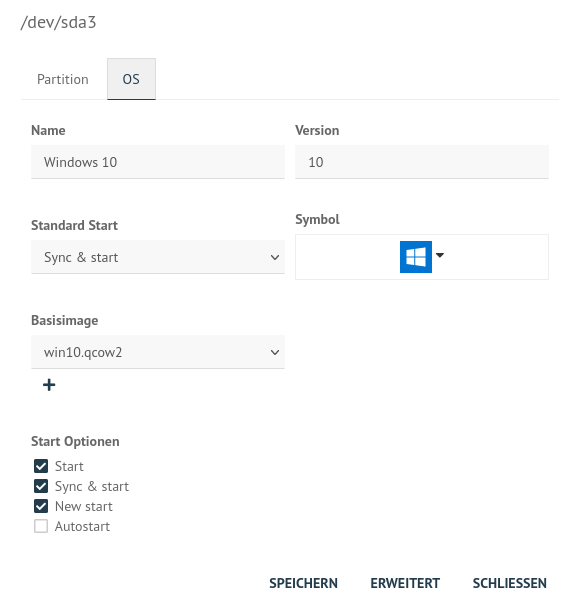 /dev/sda3
Partition OS
Name Version
Windows 10 10
Standard Start Symbol
Sync & start
Basisimage
win10.qcow2
Start Optionen
Start
Sync & start
New start
Autostart
SPEICHERN ERWEITERT SCHLIESSEN